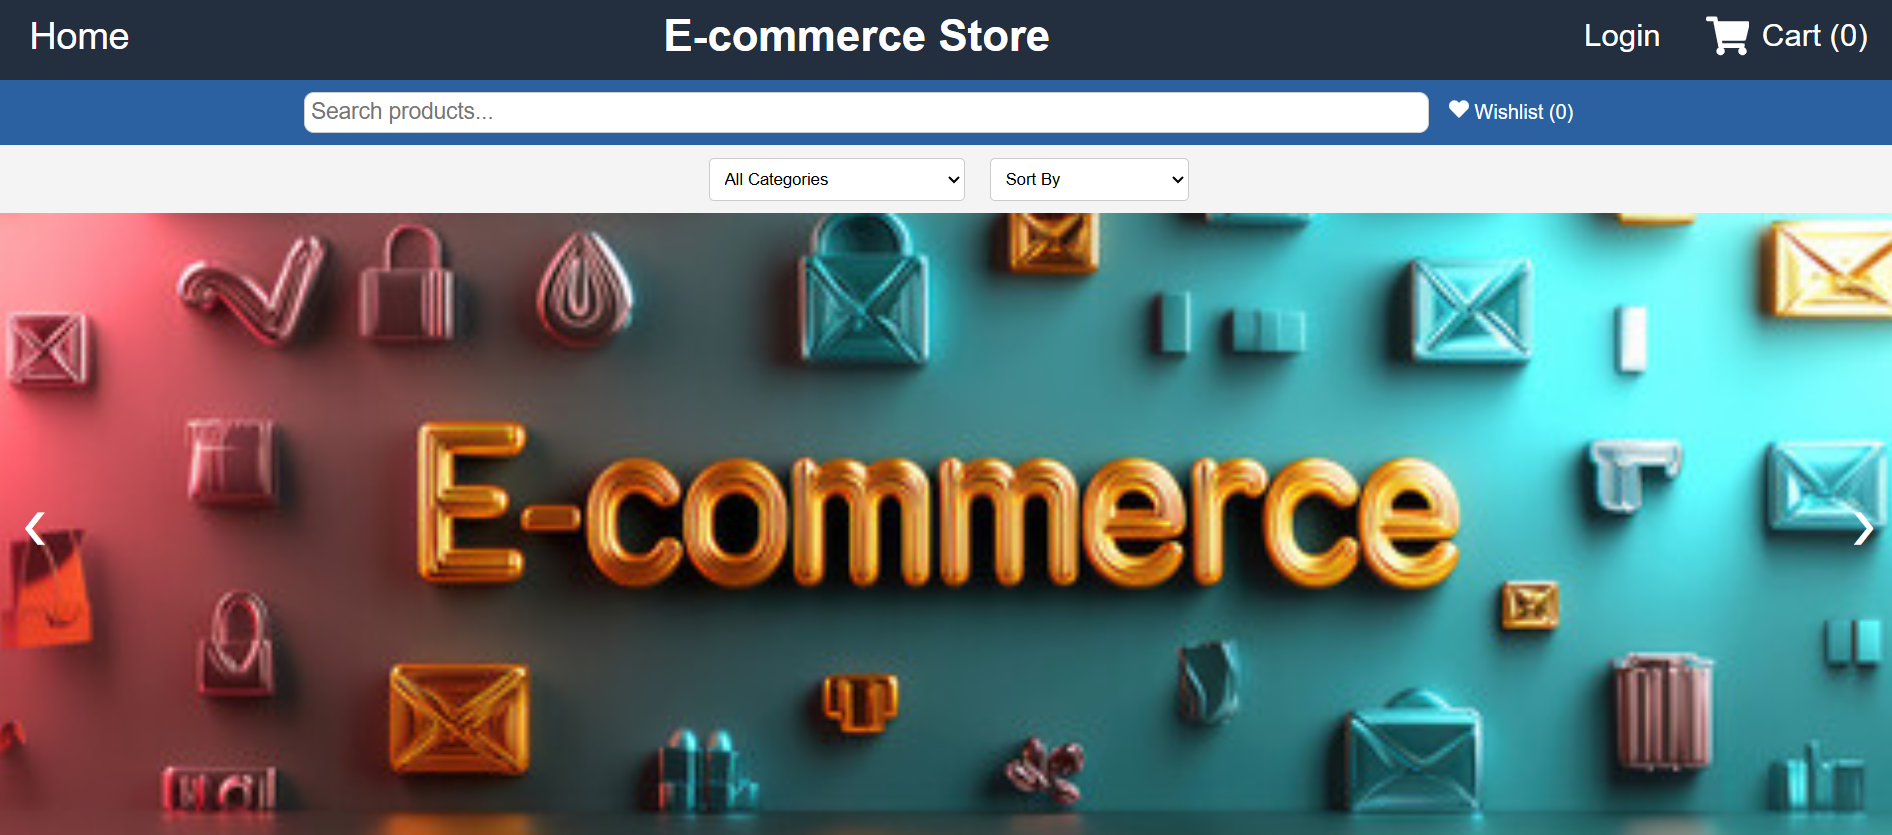 Home
E-commerce Store
Login
Cart (0)
Search products...
Wishlist (0)
All Categories
Sort By
E-commerce